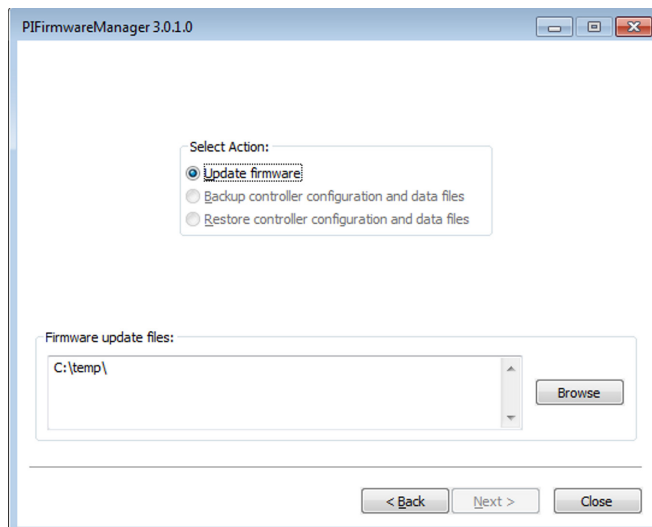 PIFirmwareManager 3.0.1.0
Select Action:
Update firmware
Backup controller configuration and data files
Restore controller configuration and data files
Firmware update files:
C:\temp\
Browse
< Back
Next >
Close